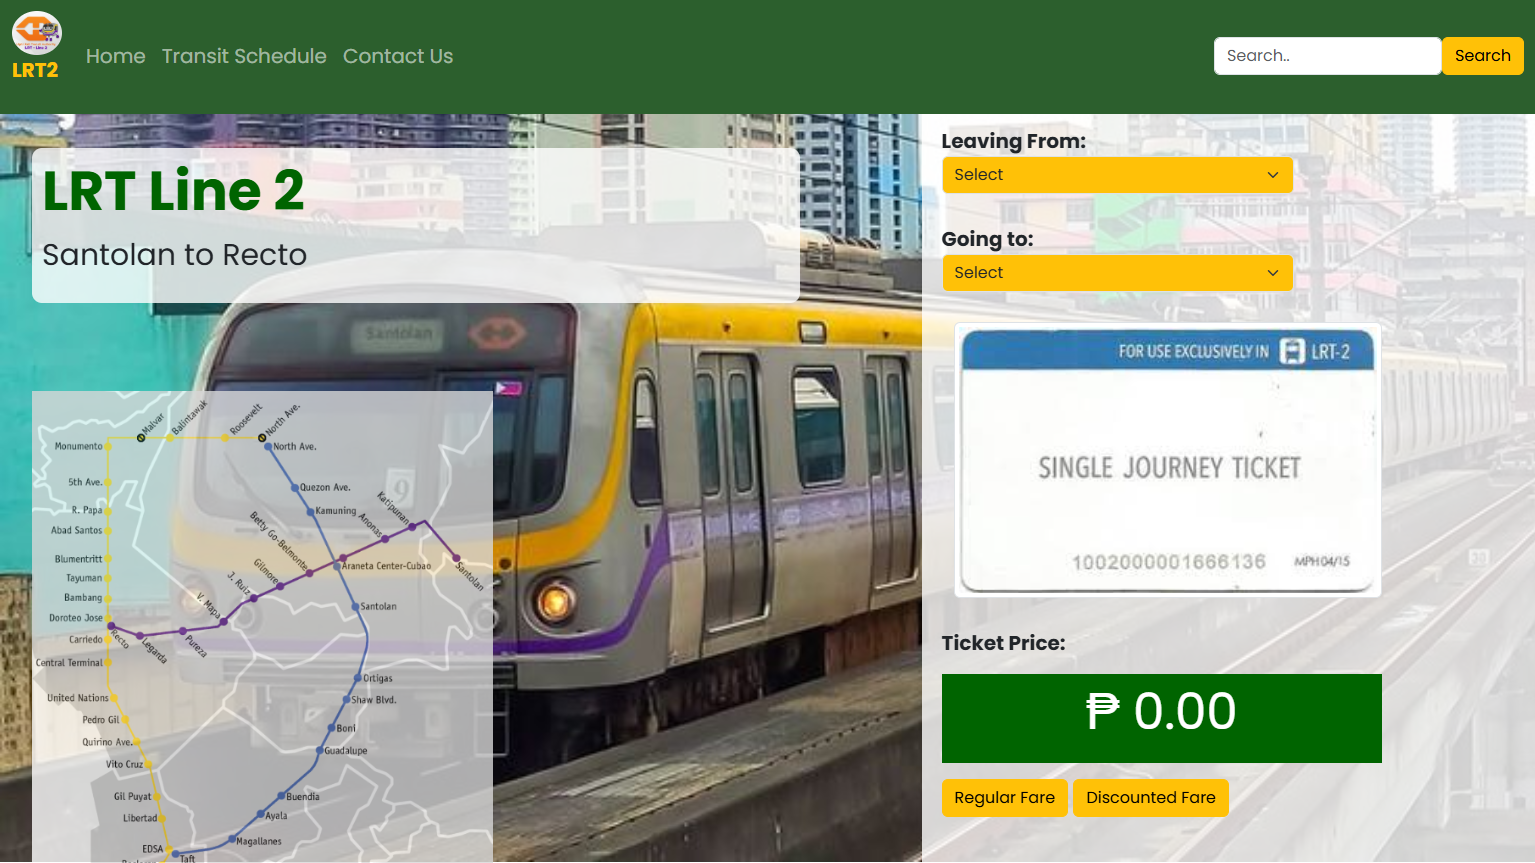 LRT - Line 2
LRT2
Home
Transit Schedule
Contact Us
Search..
Search
LRT Line 2
Santolan to Recto
Santolan
9
Malvar
Balintawak
Roosevelt
North Ave.
Monumento
North Ave.
5th Ave.
Quezon Ave.
R. Papa
Kamuning
Abad Santos
Katipunan
Anonas
Betty Go-Belmonte
Blumentritt
Araneta Center-Cubao
Tayuman
Gilmore
Santolan
Bambang
J. Ruiz
V. Mapa
Santolan
Doroteo Jose
Recto
Legarda
Pureza
Carriedo
Central Terminal
Ortigas
United Nations
Shaw Blvd.
Pedro Gil
Boni
Quirino Ave.
Guadalupe
Vito Cruz
Gil Puyat
Buendia
Libertad
Ayala
Magallanes
EDSA
Taft
Leaving From:
Select
Going to:
Select
FOR USE EXCLUSIVELY IN LRT-2
SINGLE JOURNEY TICKET
1002000001666136
MPH04/15
Ticket Price:
₱ 0.00
Regular Fare
Discounted Fare